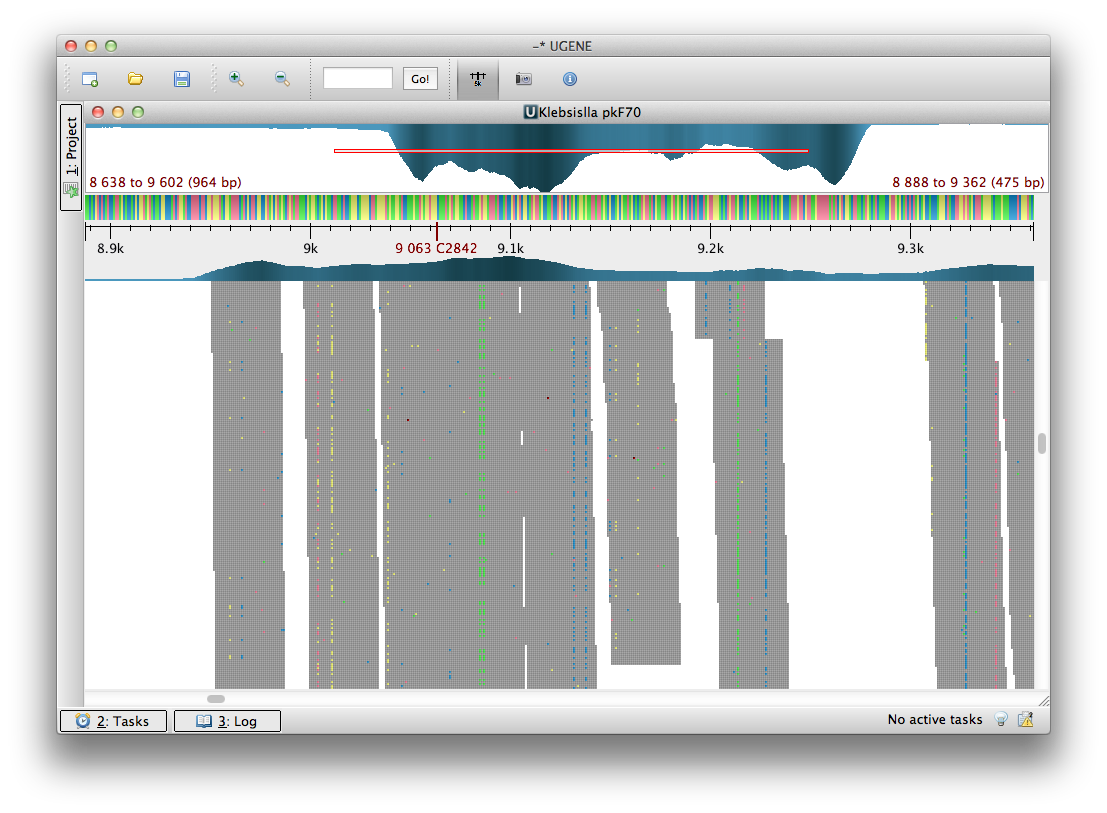 –* UGENE
Go!
5k
UKlebsislla pkF70
1: Project
8 638 to 9 602 (964 bp)
8 888 to 9 362 (475 bp)
8.9k 9k 9 063 C2842 9.1k 9.2k 9.3k
2: Tasks
3: Log
No active tasks